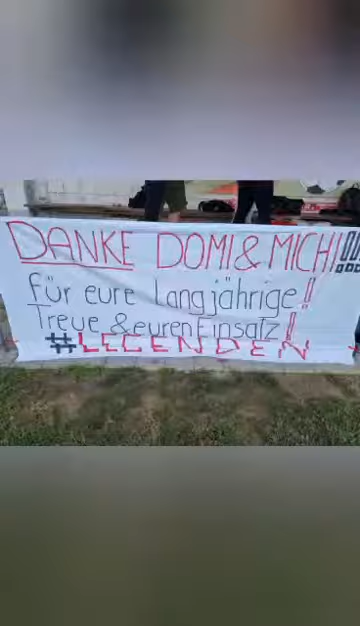 DANKE DOMI & MICHI!!!
für eure langjährige!
Treue & euren Einsatz!
#LEGENDEN